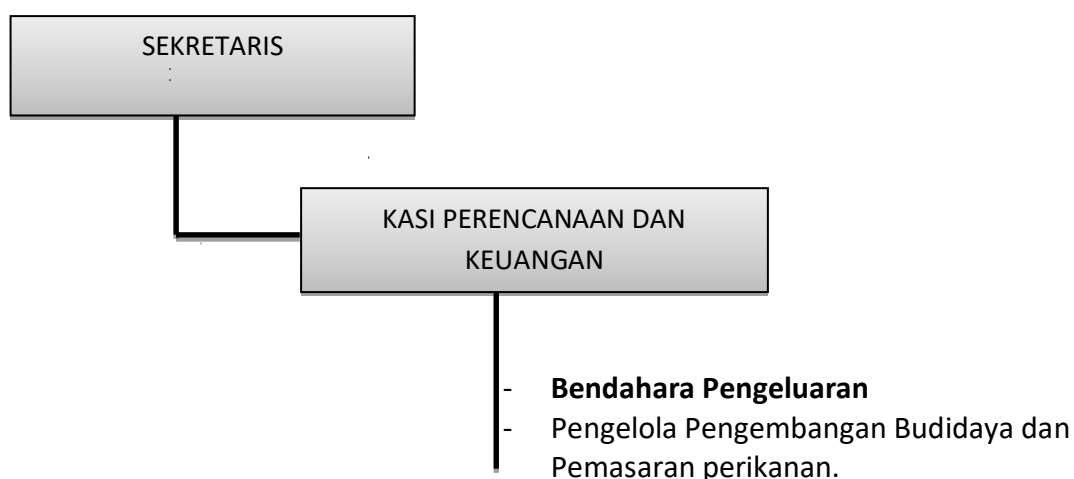 SEKRETARIS
KASI PERENCANAAN DAN
KEUANGAN
- Bendahara Pengeluaran
- Pengelola Pengembangan Budidaya dan
Pemasaran perikanan.